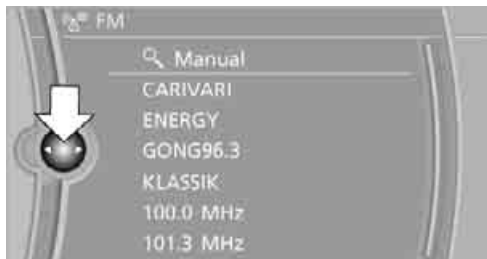 FM
Manual
CARIVARI
ENERGY
GONG96.3
KLASSIK
100.0 MHz
101.3 MHz